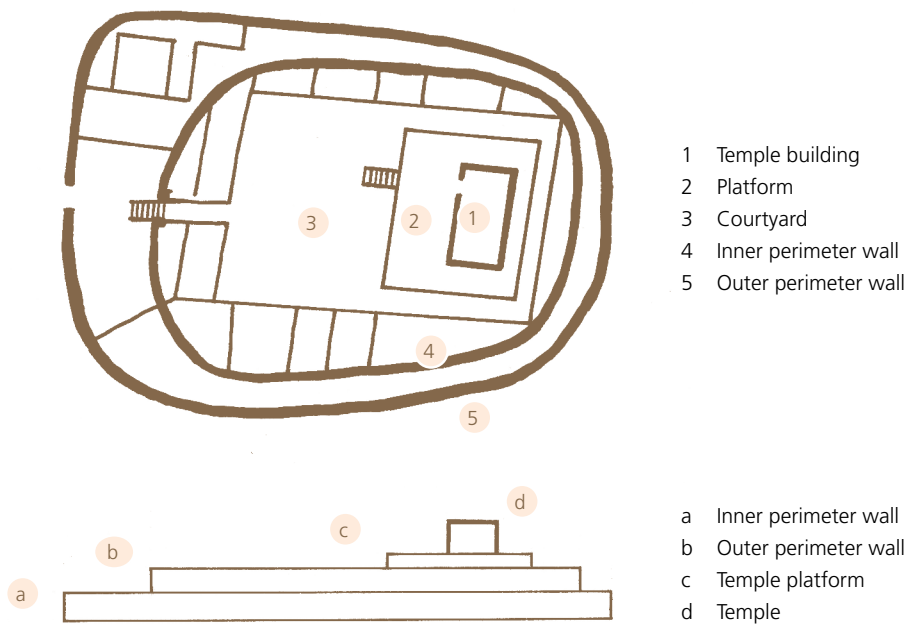 1 Temple building
2 Platform
3 Courtyard
4 Inner perimeter wall
5 Outer perimeter wall
1
2
3
4
5
a Inner perimeter wall
b Outer perimeter wall
c Temple platform
d Temple
d
c
b
a